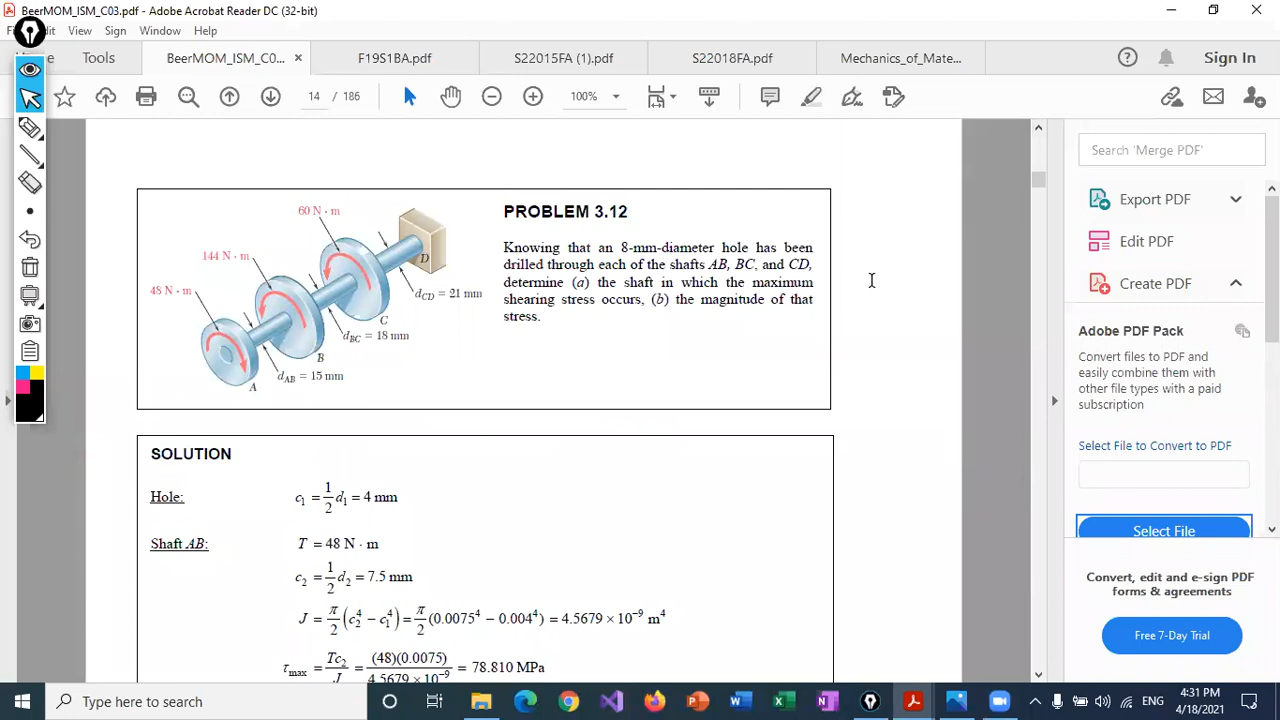 BeerMOM_ISM_C03.pdf - Adobe Acrobat Reader DC (32-bit)
View Sign Window Help
Tools BeerMOM_ISM_C0... × F19S1BA.pdf S22015FA (1).pdf S22018FA.pdf Mechanics_of_Mate... Sign In
14 / 186 100%
PROBLEM 3.12
Knowing that an 8-mm-diameter hole has been
drilled through each of the shafts AB, BC, and CD,
determine (a) the shaft in which the maximum
shearing stress occurs, (b) the magnitude of that
stress.
60 N · m
144 N · m
48 N · m
D
d_CD = 21 mm
C
d_BC = 18 mm
B
d_AB = 15 mm
A
SOLUTION
Hole: c₁ = 1/2 d₁ = 4 mm
Shaft AB: T = 48 N · m
c₂ = 1/2 d₂ = 7.5 mm
J = π/2 (c₂⁴ − c₁⁴) = π/2 (0.0075⁴ − 0.004⁴) = 4.5679 × 10⁻⁹ m⁴
τmax = Tc₂/J = (48)(0.0075)/4.5679 × 10⁻⁹ = 78.810 MPa
Search 'Merge PDF'
Export PDF
Edit PDF
Create PDF
Adobe PDF Pack
Convert files to PDF and
easily combine them with
other file types with a paid
subscription
Select File to Convert to PDF
Select File
Convert, edit and e-sign PDF
forms & agreements
Free 7-Day Trial
Type here to search
ENG
4:31 PM
4/18/2021